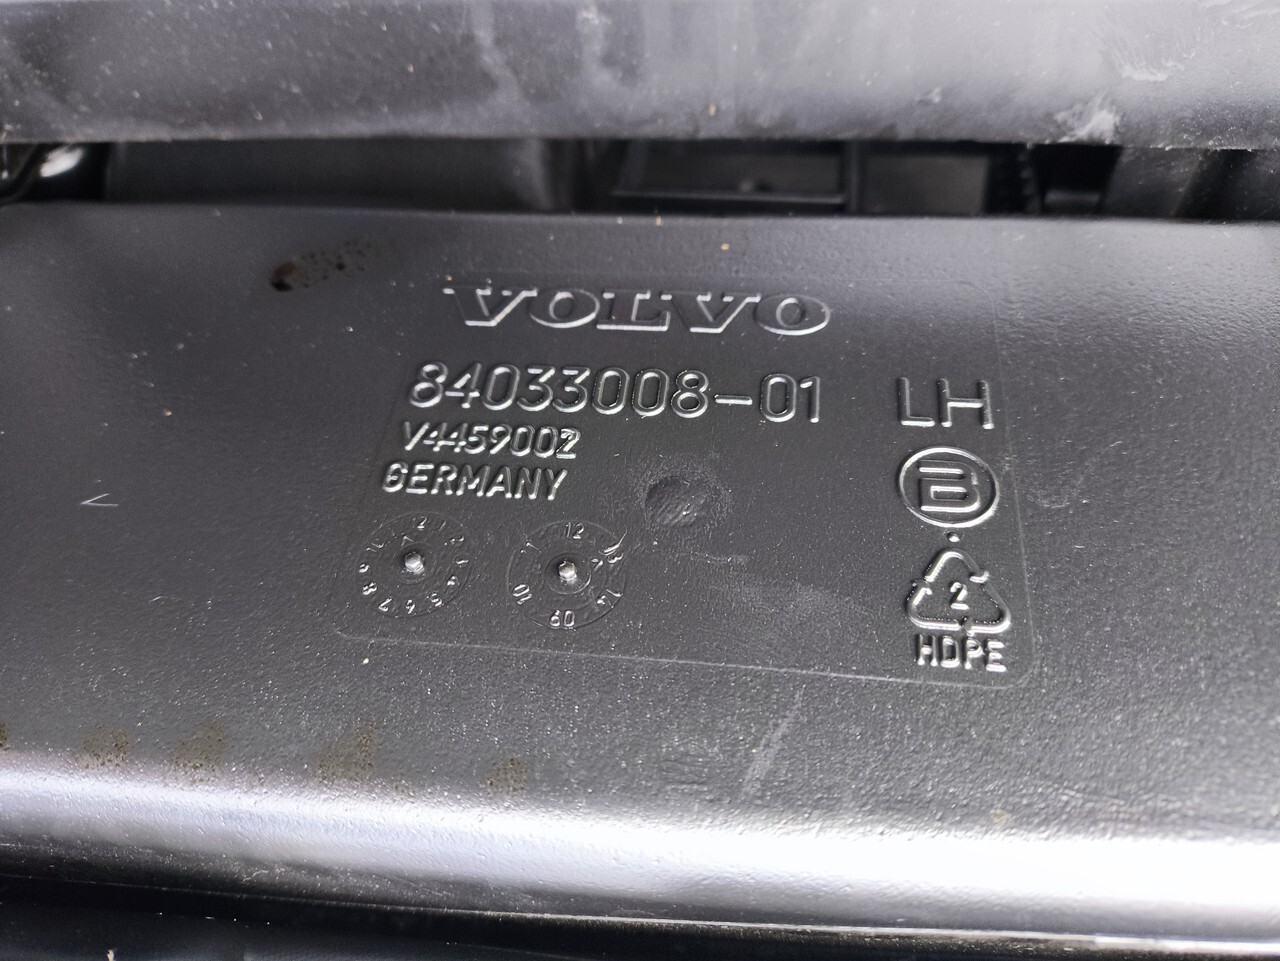 VOLVO
84033008-01 LH
V4459002
GERMANY
B
2
HDPE